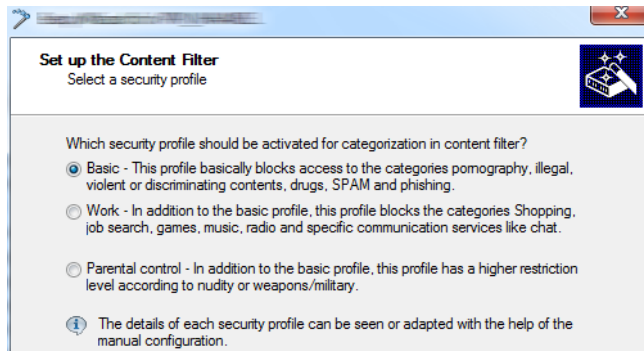 Set up the Content Filter
Select a security profile
Which security profile should be activated for categorization in content filter?
Basic - This profile basically blocks access to the categories pornography, illegal,
violent or discriminating contents, drugs, SPAM and phishing.
Work - In addition to the basic profile, this profile blocks the categories Shopping,
job search, games, music, radio and specific communication services like chat.
Parental control - In addition to the basic profile, this profile has a higher restriction
level according to nudity or weapons/military.
The details of each security profile can be seen or adapted with the help of the
manual configuration.